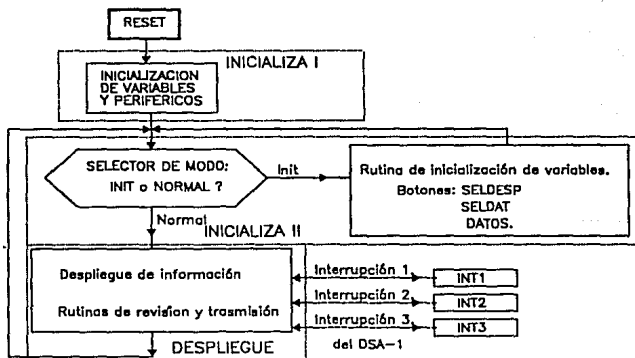 RESET
INICIALIZA I
INICIALIZACION
DE VARIABLES
Y PERIFERICOS
SELECTOR DE MODO:
INIT o NORMAL ?
Init
Rutina de inicialización de variables.
Botones: SELDESP
SELDAT
DATOS.
Normal
INICIALIZA II
Despliegue de información
Rutinas de revision y trasmisión
Interrupción 1
INT1
Interrupción 2
INT2
Interrupción 3
INT3
DESPLIEGUE
del DSA-1